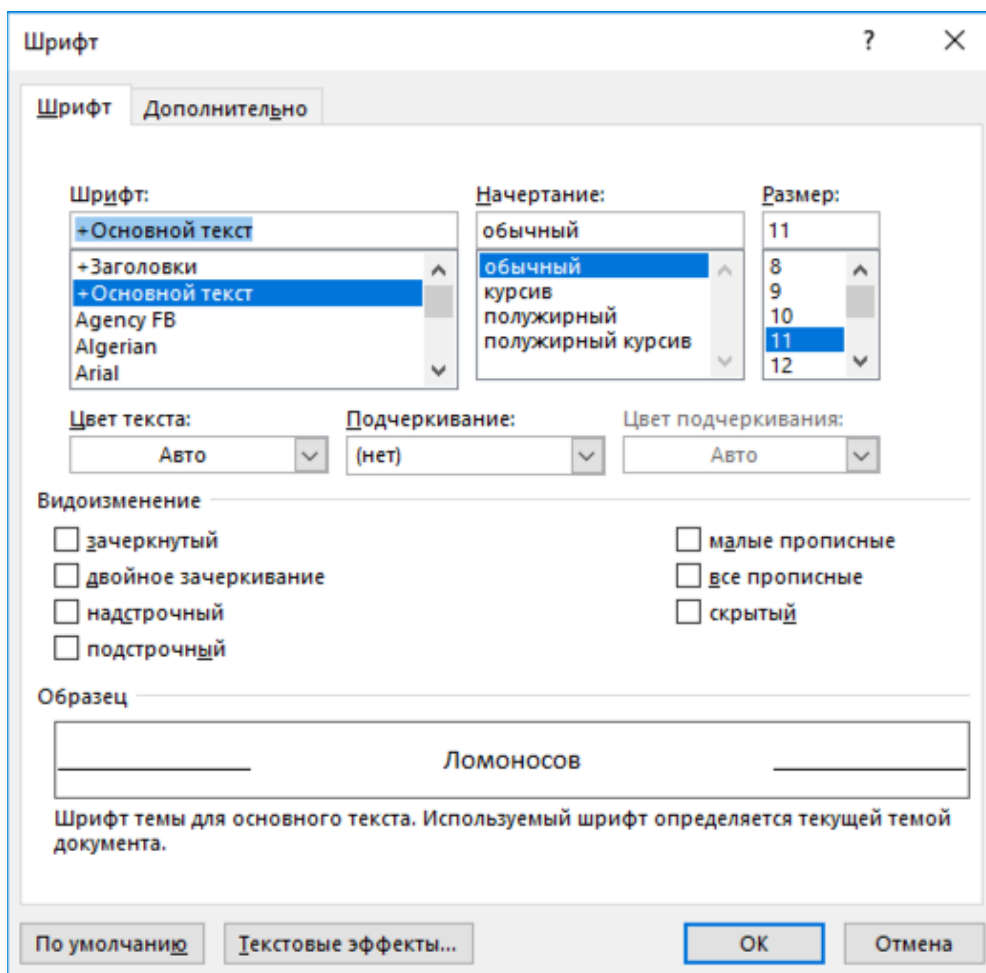 Шрифт ?
Шрифт Дополнительно
Шрифт: Начертание: Размер:
+Основной текст обычный 11
+Заголовки обычный 8
+Основной текст курсив 9
Agency FB полужирный 10
Algerian полужирный курсив 11
Arial 12
Цвет текста: Подчеркивание: Цвет подчеркивания:
Авто (нет) Авто
Видоизменение
зачеркнутый малые прописные
двойное зачеркивание все прописные
надстрочный скрытый
подстрочный
Образец
Ломоносов
Шрифт темы для основного текста. Используемый шрифт определяется текущей темой
документа.
По умолчанию Текстовые эффекты... ОК Отмена